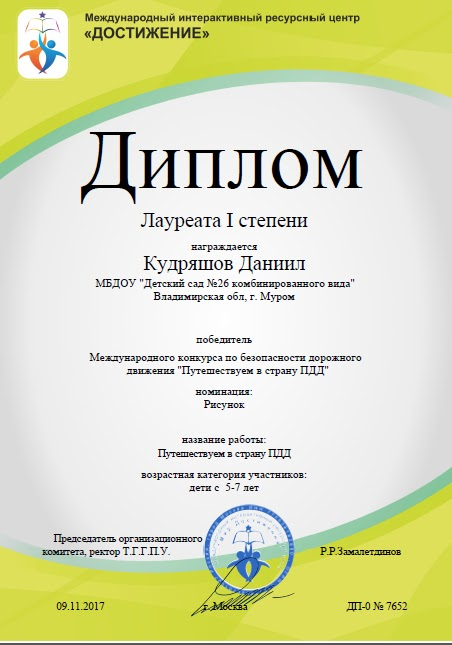 Международный интерактивный ресурсный центр
«ДОСТИЖЕНИЕ»
Диплом
Лауреата I степени
награждается
Кудряшов Даниил
МБДОУ "Детский сад №26 комбинированного вида"
Владимирская обл, г. Муром
победитель
Международного конкурса по безопасности дорожного
движения "Путешествуем в страну ПДД"
номинация:
Рисунок
название работы:
Путешествуем в страну ПДД
возрастная категория участников:
дети с 5-7 лет
Председатель организационного
комитета, ректор Т.Г.Г.П.У.
Р.Р.Замалетдинов
09.11.2017
г. Москва
ДП-0 № 7652